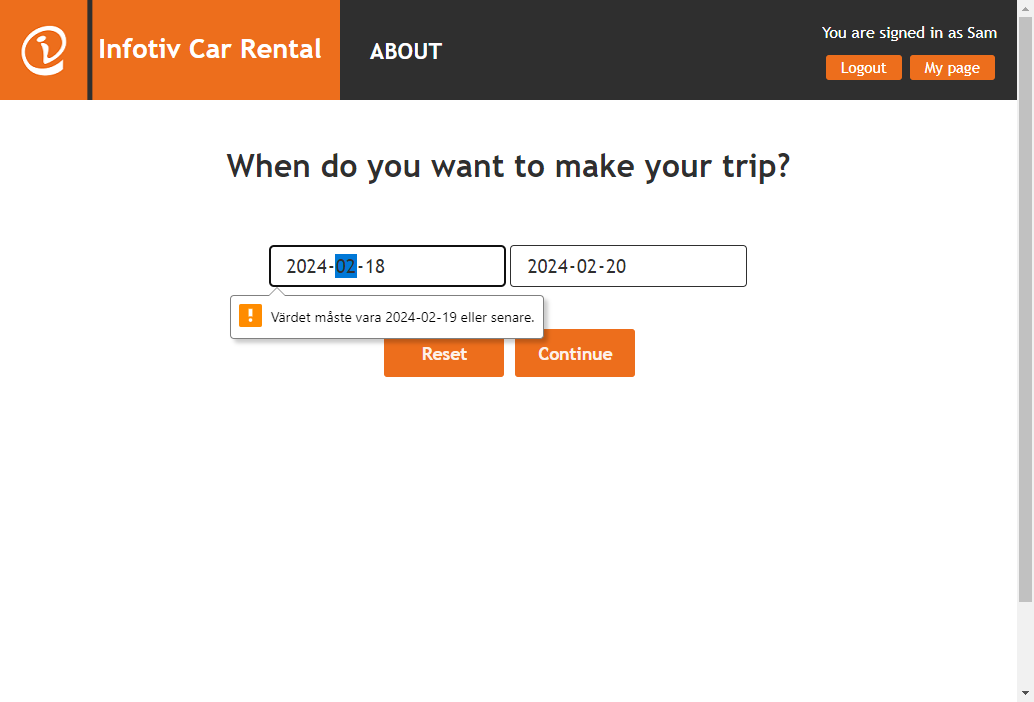 Infotiv Car Rental
ABOUT
You are signed in as Sam
Logout
My page
When do you want to make your trip?
2024-02-18
2024-02-20
Värdet måste vara 2024-02-19 eller senare.
Reset
Continue